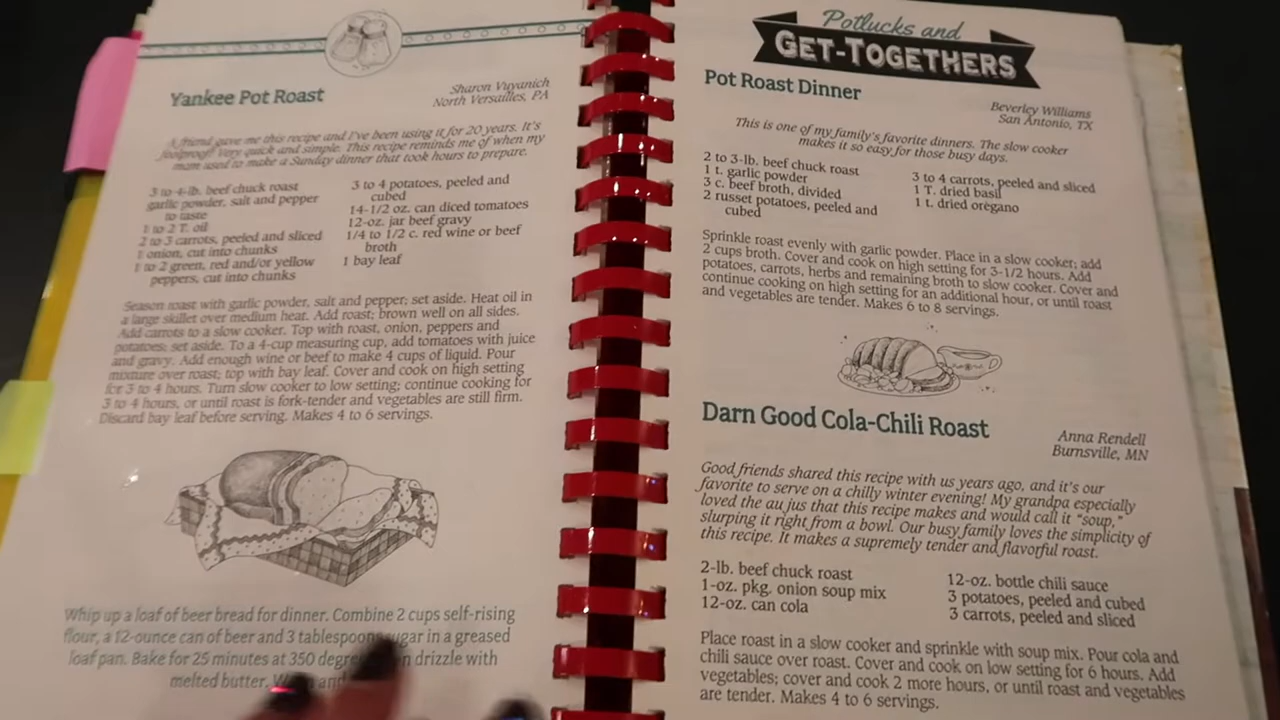 Yankee Pot Roast
Sharon Vuyanich
North Versailles, PA
A friend gave me this recipe and I've been using it for 20 years. It's
foolproof! Very quick and simple. This recipe reminds me of when my
mom used to make a Sunday dinner that took hours to prepare.
3 to 4-lb. beef chuck roast
garlic powder, salt and pepper
to taste
1 to 2 T. oil
2 to 3 carrots, peeled and sliced
1 onion, cut into chunks
1 to 2 green, red and/or yellow
peppers, cut into chunks
3 to 4 potatoes, peeled and
cubed
14-1/2 oz. can diced tomatoes
12-oz. jar beef gravy
1/4 to 1/2 c. red wine or beef
broth
1 bay leaf
Season roast with garlic powder, salt and pepper; set aside. Heat oil in
a large skillet over medium heat. Add roast; brown well on all sides.
Add carrots to a slow cooker. Top with roast, onion, peppers and
potatoes; set aside. To a 4-cup measuring cup, add tomatoes with juice
and gravy. Add enough wine or beef to make 4 cups of liquid. Pour
mixture over roast; top with bay leaf. Cover and cook on high setting
for 3 to 4 hours. Turn slow cooker to low setting; continue cooking for
3 to 4 hours, or until roast is fork-tender and vegetables are still firm.
Discard bay leaf before serving. Makes 4 to 6 servings.
Whip up a loaf of beer bread for dinner. Combine 2 cups self-rising
flour, a 12-ounce can of beer and 3 tablespoons sugar in a greased
loaf pan. Bake for 25 minutes at 350 drizzle with
melted butter. and
Potlucks and
GET-TOGETHERS
Pot Roast Dinner
Beverley Williams
San Antonio, TX
This is one of my family's favorite dinners. The slow cooker
makes it so easy for those busy days.
2 to 3-lb. beef chuck roast
1 t. garlic powder
3 c. beef broth, divided
2 russet potatoes, peeled and
cubed
3 to 4 carrots, peeled and sliced
1 T. dried basil
1 t. dried oregano
Sprinkle roast evenly with garlic powder. Place in a slow cooker; add
2 cups broth. Cover and cook on high setting for 3-1/2 hours. Add
potatoes, carrots, herbs and remaining broth to slow cooker. Cover and
continue cooking on high setting for an additional hour, or until roast
and vegetables are tender. Makes 6 to 8 servings.
Darn Good Cola-Chili Roast
Anna Rendell
Burnsville, MN
Good friends shared this recipe with us years ago, and it's our
favorite to serve on a chilly winter evening! My grandpa especially
loved the au jus that this recipe makes and would call it "soup,"
slurping it right from a bowl. Our busy family loves the simplicity of
this recipe. It makes a supremely tender and flavorful roast.
2-lb. beef chuck roast
1-oz. pkg. onion soup mix
12-oz. can cola
12-oz. bottle chili sauce
3 potatoes, peeled and cubed
3 carrots, peeled and sliced
Place roast in a slow cooker and sprinkle with soup mix. Pour cola and
chili sauce over roast. Cover and cook on low setting for 6 hours. Add
vegetables; cover and cook 2 more hours, or until roast and vegetables
are tender. Makes 4 to 6 servings.